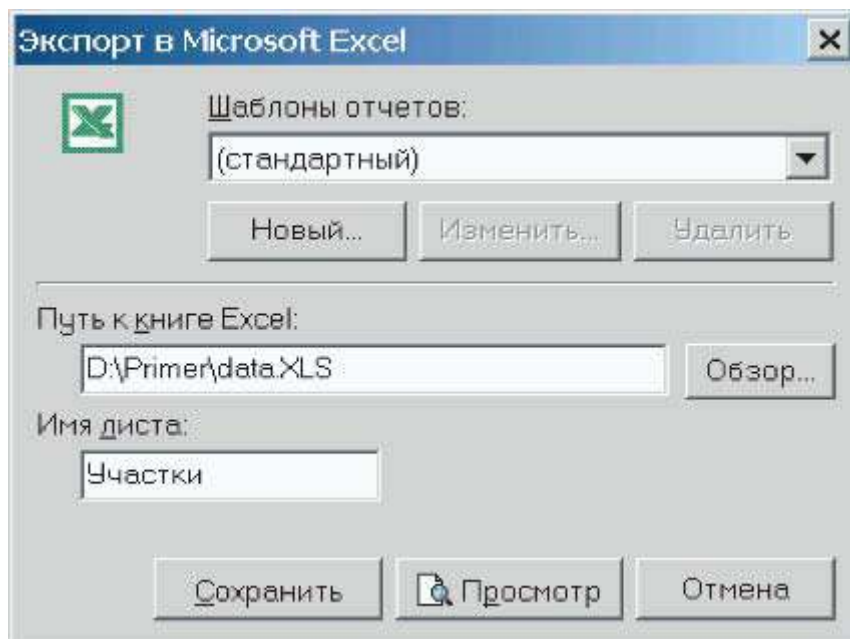 Экспорт в Microsoft Excel
Шаблоны отчетов:
(стандартный)
Новый... Изменить... Удалить
Путь к книге Excel:
D:\Primer\data.XLS Обзор...
Имя листа:
Участки
Сохранить Просмотр Отмена